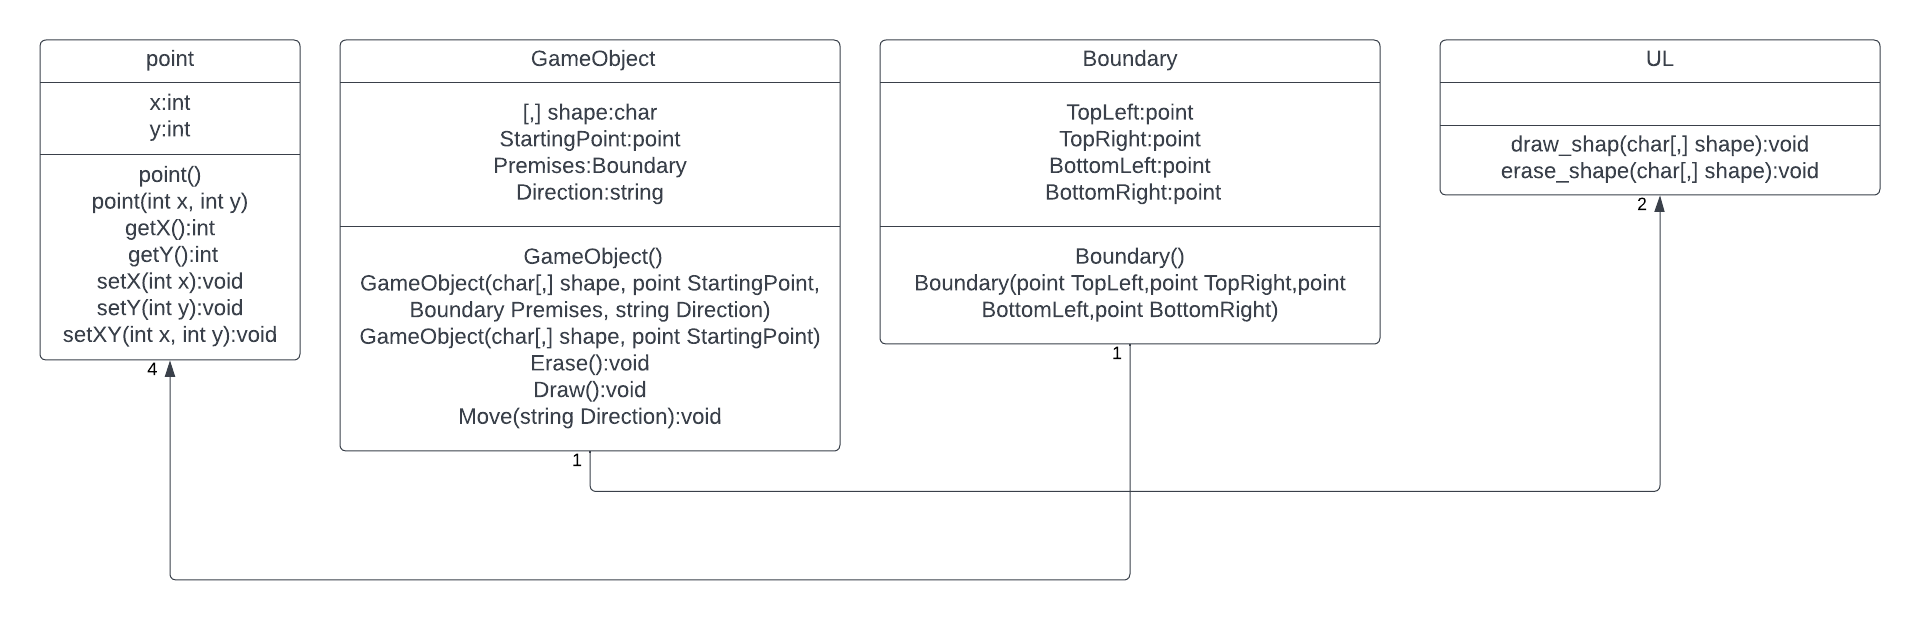 point
x:int
y:int
point()
point(int x, int y)
getX():int
getY():int
setX(int x):void
setY(int y):void
setXY(int x, int y):void
4
GameObject
[,] shape:char
StartingPoint:point
Premises:Boundary
Direction:string
GameObject()
GameObject(char[,] shape, point StartingPoint,
Boundary Premises, string Direction)
GameObject(char[,] shape, point StartingPoint)
Erase():void
Draw():void
Move(string Direction):void
1
Boundary
TopLeft:point
TopRight:point
BottomLeft:point
BottomRight:point
Boundary()
Boundary(point TopLeft,point TopRight,point
BottomLeft,point BottomRight)
1
UL
draw_shap(char[,] shape):void
erase_shape(char[,] shape):void
2